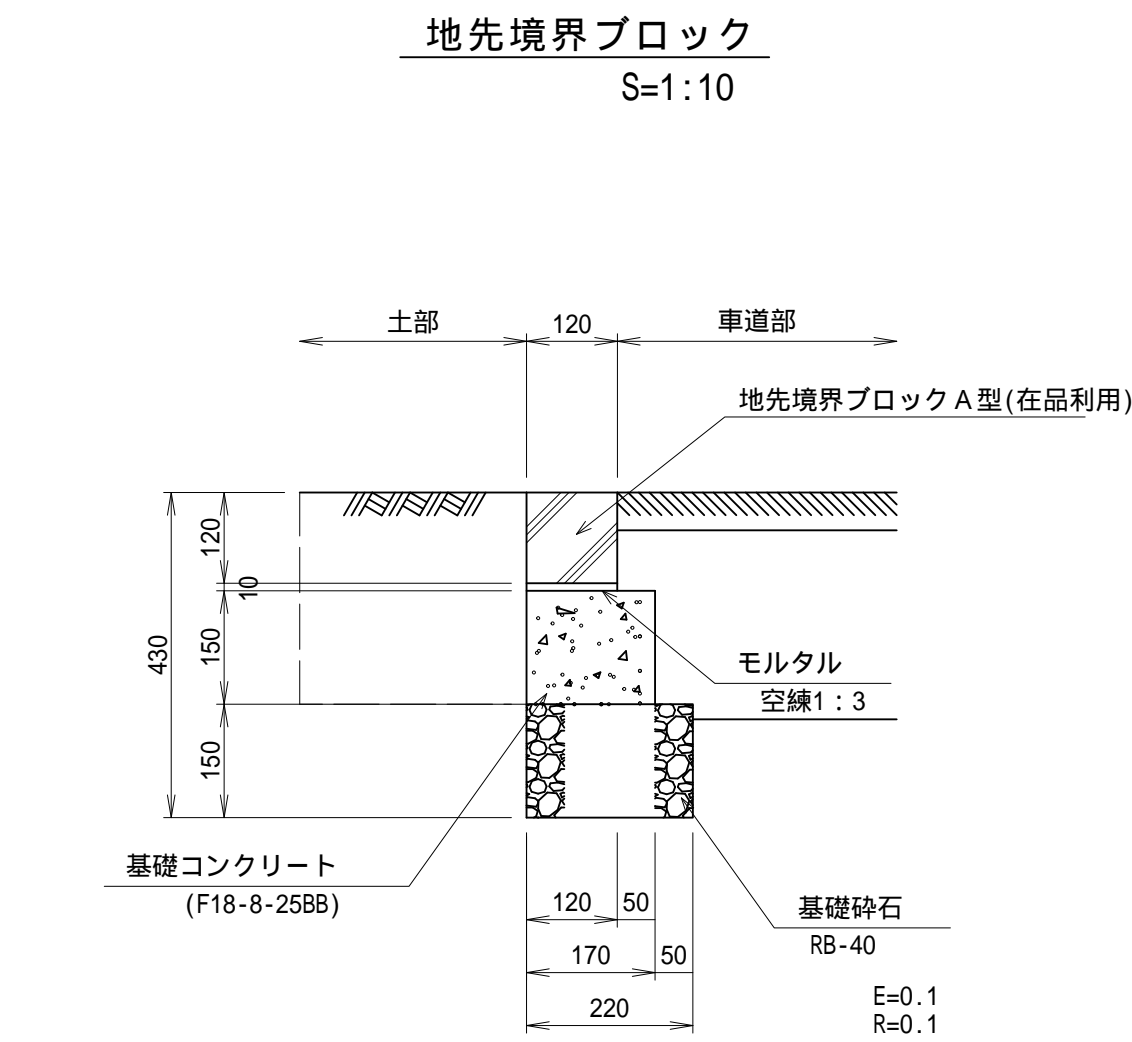 地先境界ブロック
S=1:10
土部
120
車道部
地先境界ブロックA型(在品利用)
120
10
430
150
モルタル
空練1:3
150
基礎コンクリート
(F18-8-25BB)
120
50
基礎砕石
RB-40
170
50
220
E=0.1
R=0.1